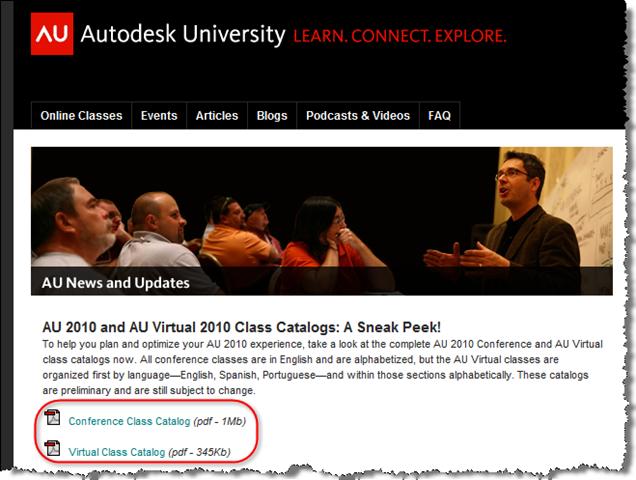 AU Autodesk University LEARN. CONNECT. EXPLORE.
Online Classes Events Articles Blogs Podcasts & Videos FAQ
AU News and Updates
AU 2010 and AU Virtual 2010 Class Catalogs: A Sneak Peek!
To help you plan and optimize your AU 2010 experience, take a look at the complete AU 2010 Conference and AU Virtual
class catalogs now. All conference classes are in English and are alphabetized, but the AU Virtual classes are
organized first by language—English, Spanish, Portuguese—and within those sections alphabetically. These catalogs
are preliminary and are still subject to change.
Conference Class Catalog (pdf - 1Mb)
Virtual Class Catalog (pdf - 345Kb)